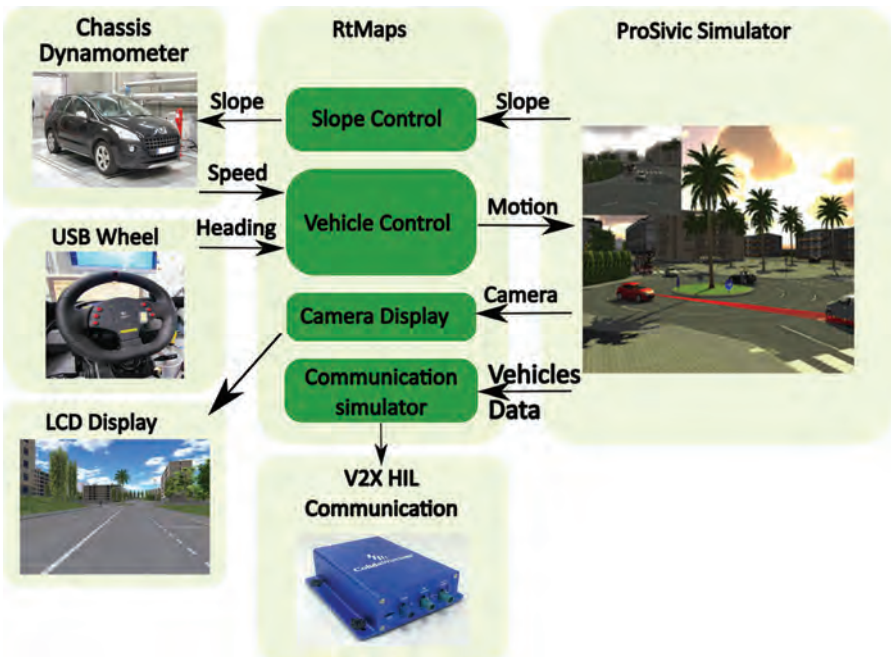 Chassis
Dynamometer
RtMaps
ProSivic Simulator
Slope
Slope Control
Slope
Speed
Vehicle Control
Motion
Heading
USB Wheel
Camera Display
Camera
Communication
simulator
Vehicles
Data
LCD Display
V2X HIL
Communication